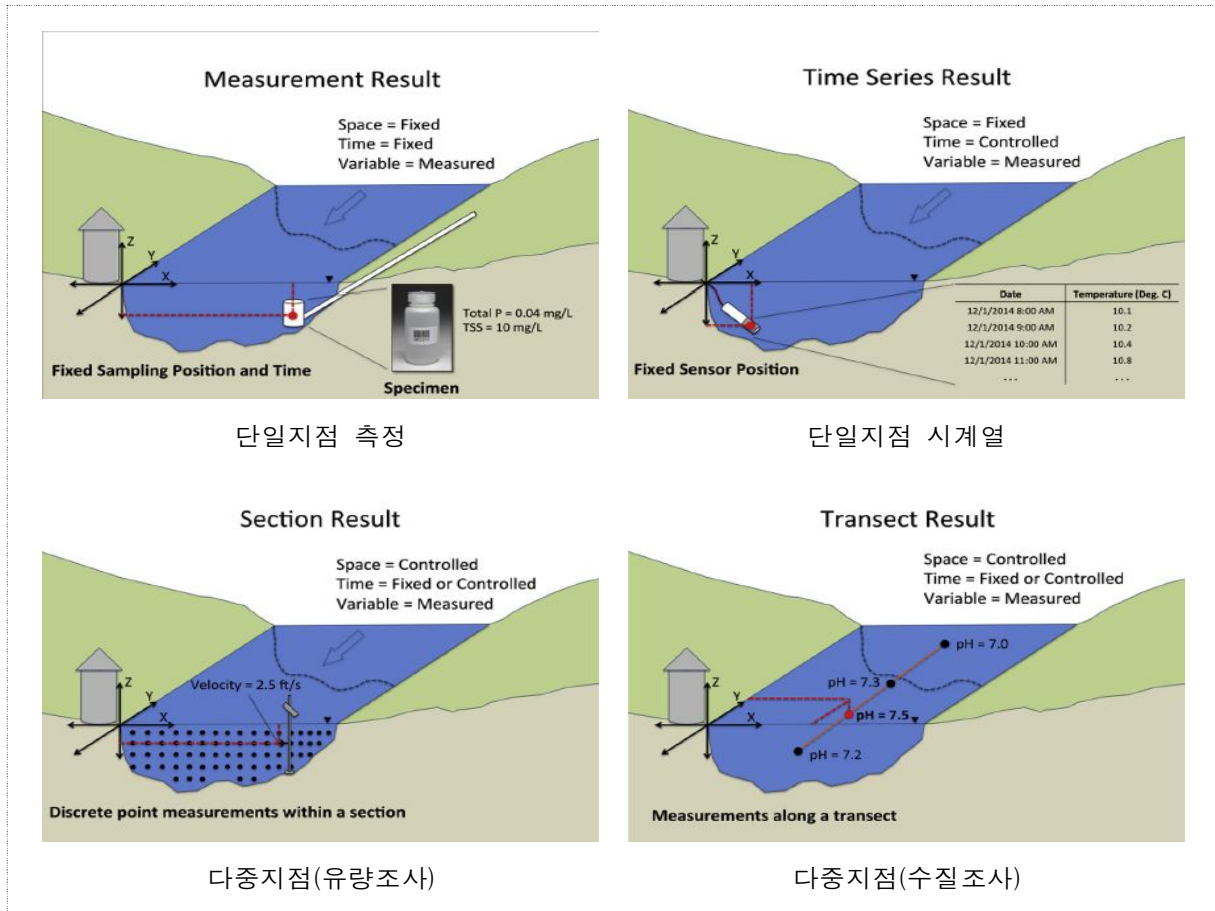 Measurement Result
Space = Fixed
Time = Fixed
Variable = Measured
Z
Y
X
Total P = 0.04 mg/L
TSS = 10 mg/L
Fixed Sampling Position and Time
Specimen
단일지점 측정
Time Series Result
Space = Fixed
Time = Controlled
Variable = Measured
Z
Y
X
Date Temperature (Deg. C)
12/1/2014 8:00 AM 10.1
12/1/2014 9:00 AM 10.2
12/1/2014 10:00 AM 10.4
12/1/2014 11:00 AM 10.8
... ...
Fixed Sensor Position
단일지점 시계열
Section Result
Space = Controlled
Time = Fixed or Controlled
Variable = Measured
Velocity = 2.5 ft/s
Z
Y
X
Discrete point measurements within a section
다중지점(유량조사)
Transect Result
Space = Controlled
Time = Fixed or Controlled
Variable = Measured
pH = 7.0
pH = 7.3
Z
Y
X
pH = 7.5
pH = 7.2
Measurements along a transect
다중지점(수질조사)